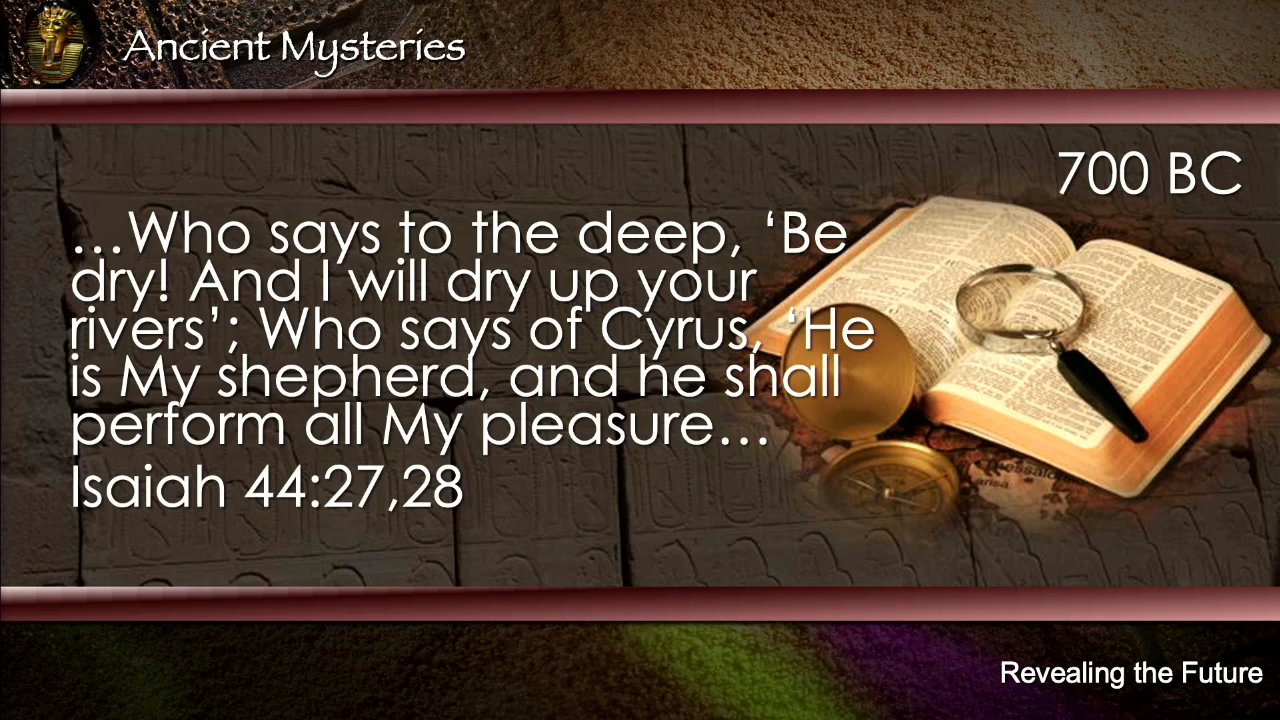 Ancient Mysteries
700 BC
…Who says to the deep, ‘Be
dry! And I will dry up your
rivers’; Who says of Cyrus, ‘He
is My shepherd, and he shall
perform all My pleasure…
Isaiah 44:27,28
Revealing the Future